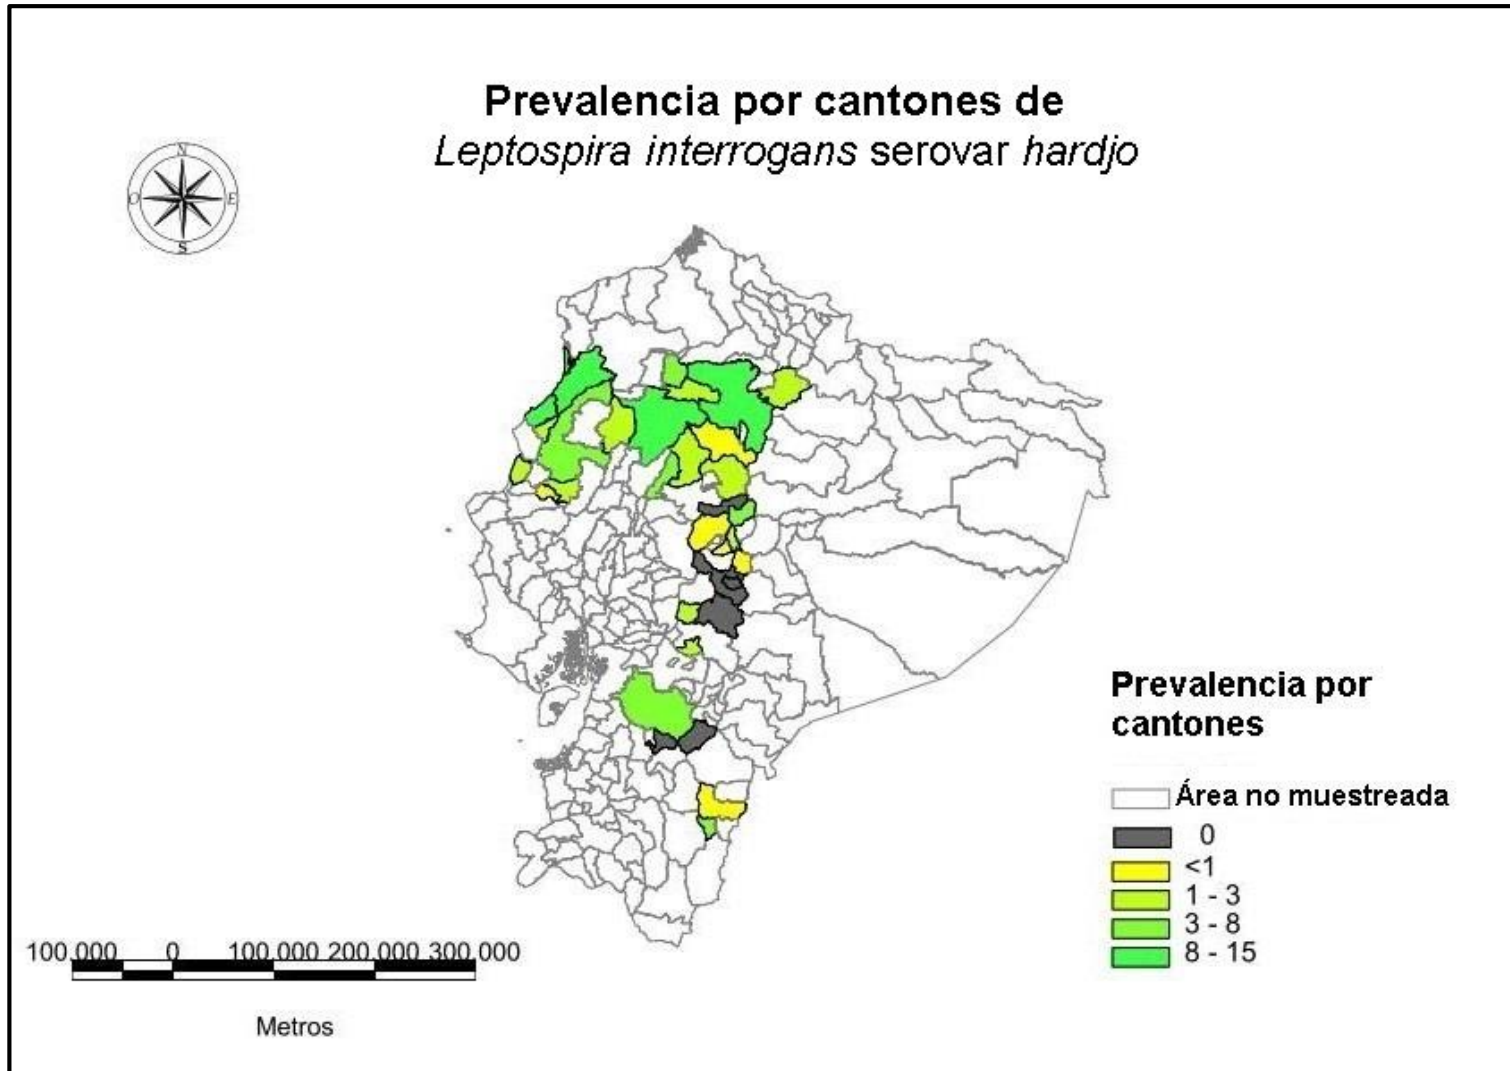 Prevalencia por cantones de
Leptospira interrogans serovar hardjo
N
O E
S
Prevalencia por
cantones
Área no muestreada
0
<1
1 - 3
3 - 8
8 - 15
100,000 0 100,000 200,000 300,000
Metros